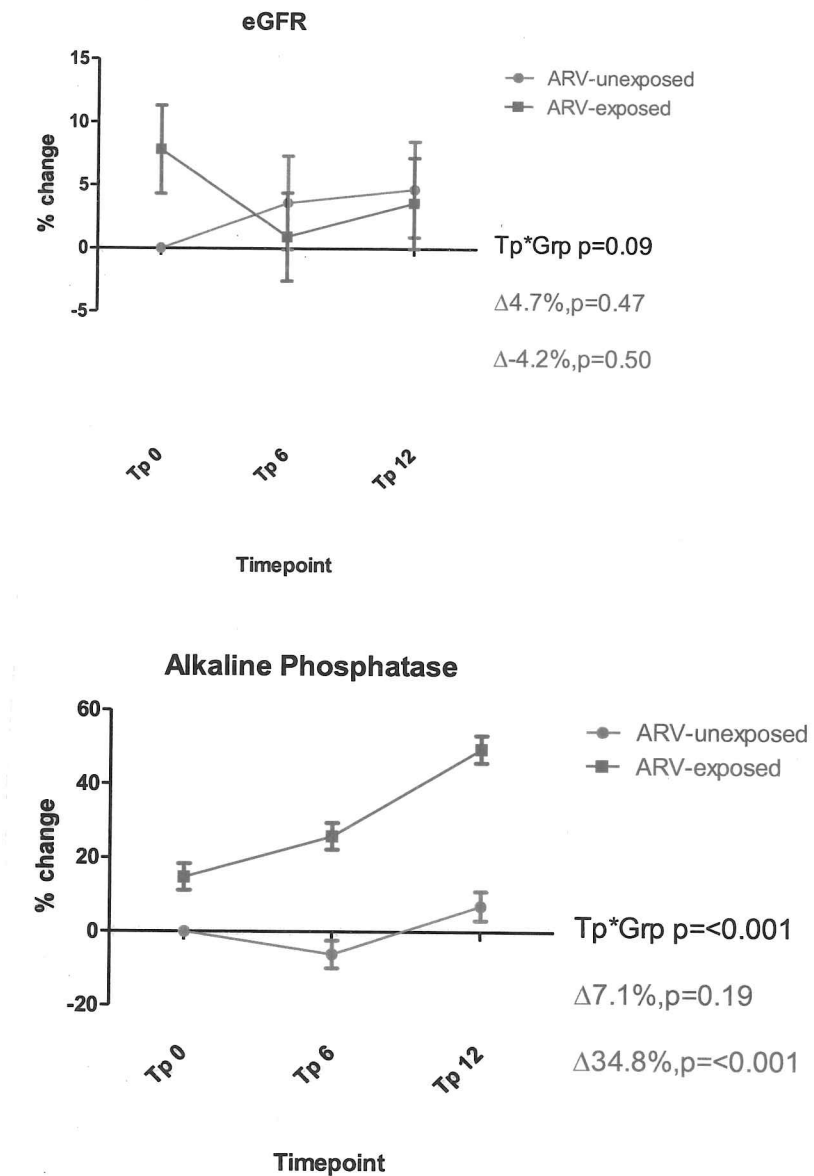 eGFR
15
10
5
0
-5
% change
ARV-unexposed
ARV-exposed
Tp*Grp p=0.09
Δ4.7%,p=0.47
Δ-4.2%,p=0.50
Tp 0
Tp 6
Tp 12
Timepoint
Alkaline Phosphatase
60
40
20
0
-20
% change
ARV-unexposed
ARV-exposed
Tp*Grp p=<0.001
Δ7.1%,p=0.19
Δ34.8%,p=<0.001
Tp 0
Tp 6
Tp 12
Timepoint